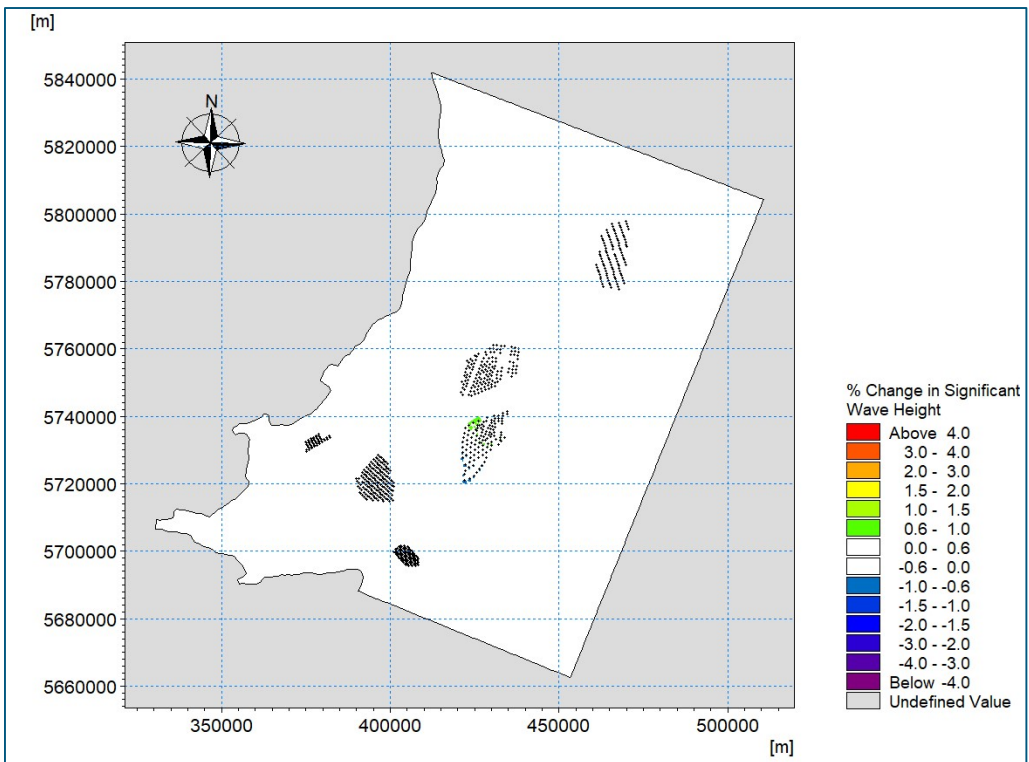 [m]
N
5840000
5820000
5800000
5780000
5760000
5740000
5720000
5700000
5680000
5660000
350000 400000 450000 500000
[m]
% Change in Significant
Wave Height
Above 4.0
3.0 - 4.0
2.0 - 3.0
1.5 - 2.0
1.0 - 1.5
0.6 - 1.0
0.0 - 0.6
-0.6 - 0.0
-1.0 - -0.6
-1.5 - -1.0
-2.0 - -1.5
-3.0 - -2.0
-4.0 - -3.0
Below -4.0
Undefined Value